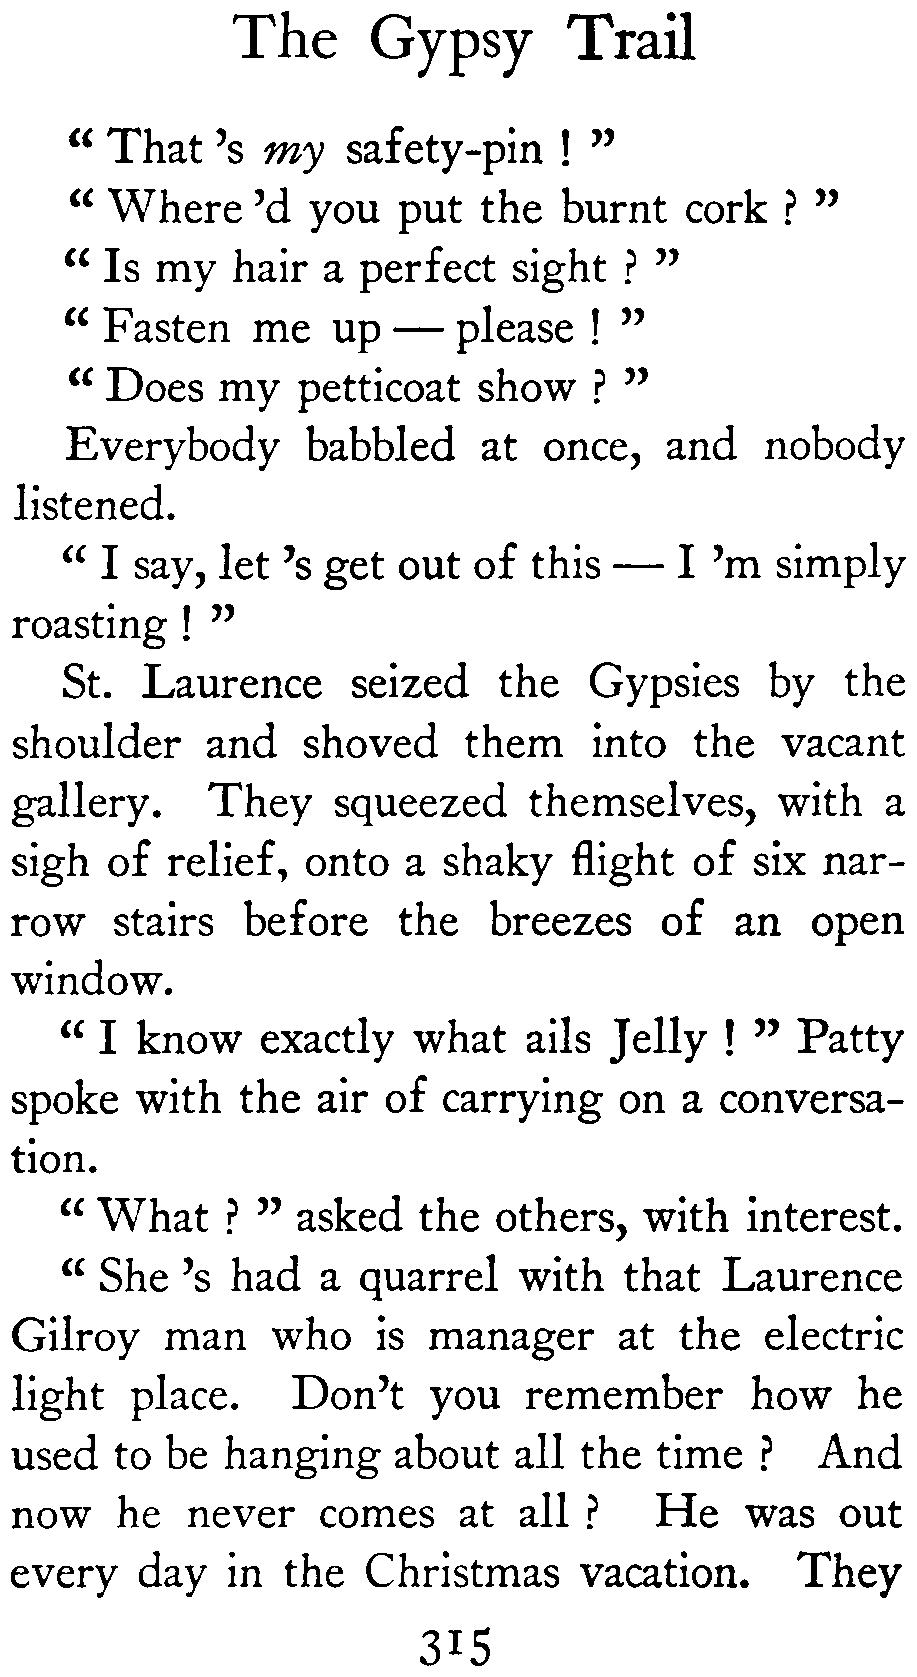 The Gypsy Trail
“ That ’s my safety-pin ! ”
“ Where ’d you put the burnt cork ? ”
“ Is my hair a perfect sight ? ”
“ Fasten me up — please ! ”
“ Does my petticoat show ? ”
Everybody babbled at once, and nobody
listened.
“ I say, let ’s get out of this — I ’m simply
roasting ! ”
St. Laurence seized the Gypsies by the
shoulder and shoved them into the vacant
gallery. They squeezed themselves, with a
sigh of relief, onto a shaky flight of six nar-
row stairs before the breezes of an open
window.
“ I know exactly what ails Jelly ! ” Patty
spoke with the air of carrying on a conversa-
tion.
“ What ? ” asked the others, with interest.
“ She ’s had a quarrel with that Laurence
Gilroy man who is manager at the electric
light place. Don’t you remember how he
used to be hanging about all the time ? And
now he never comes at all ? He was out
every day in the Christmas vacation. They
315